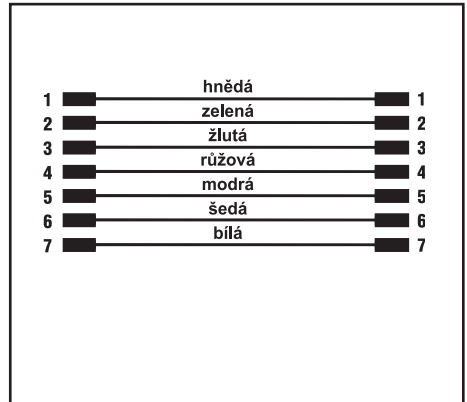 1 hnědá 1
2 zelená 2
3 žlutá 3
4 růžová 4
5 modrá 5
6 šedá 6
7 bílá 7